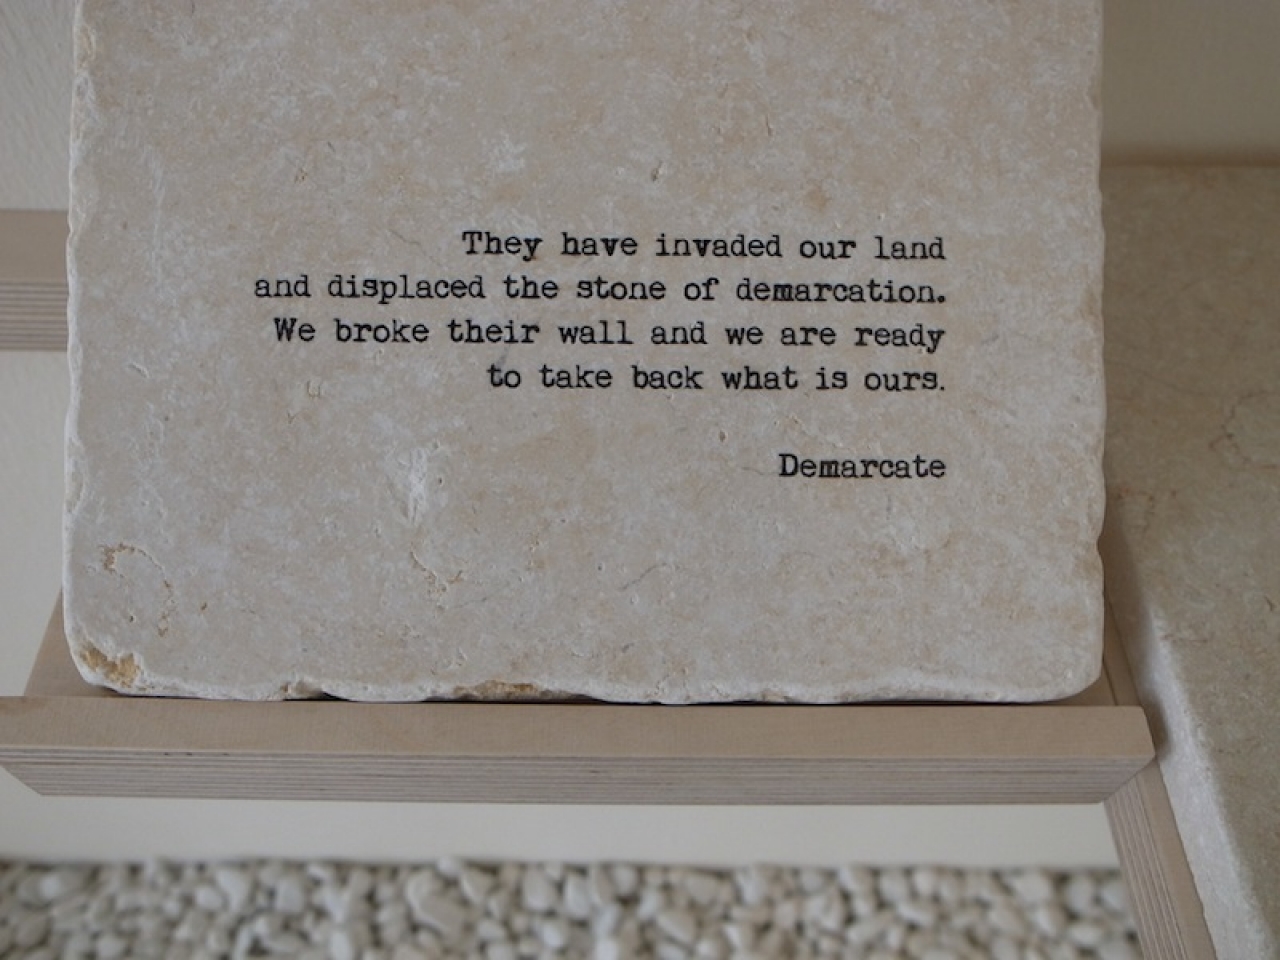 They have invaded our land
and displaced the stone of demarcation.
We broke their wall and we are ready
to take back what is ours.
Demarcate